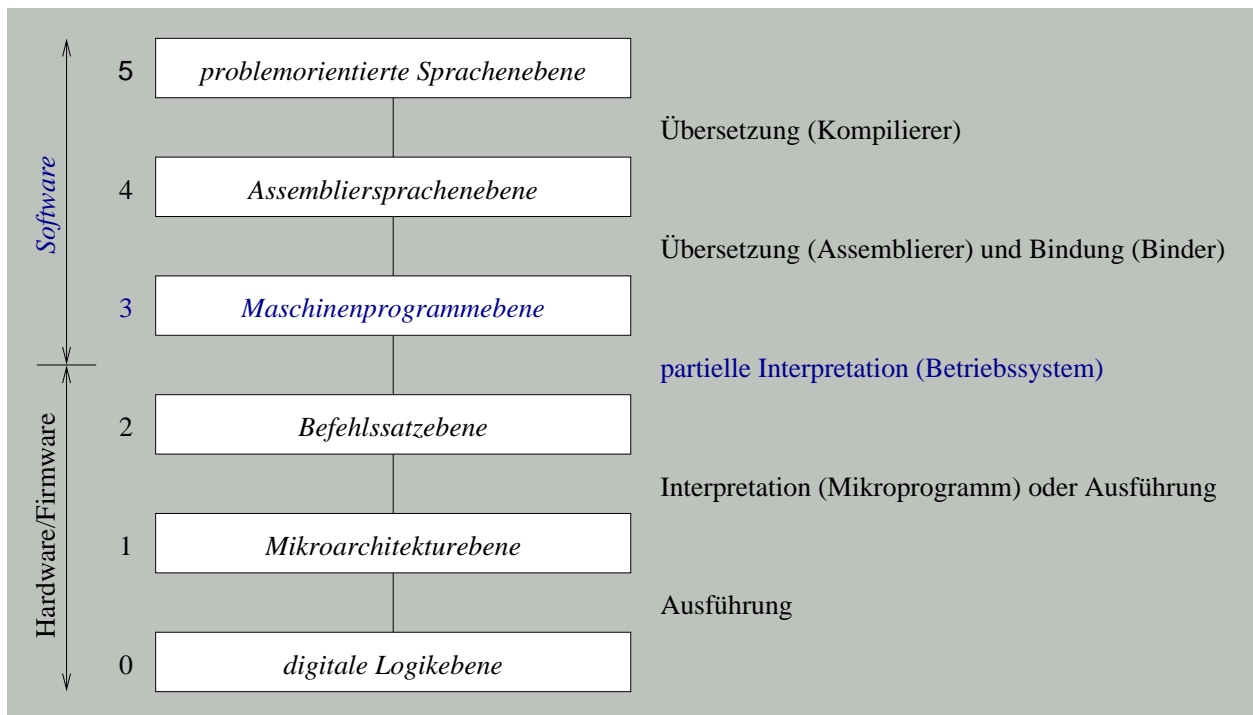 5 problemorientierte Sprachenebene
Übersetzung (Kompilierer)
4 Assembliersprachenebene
Übersetzung (Assemblierer) und Bindung (Binder)
3 Maschinenprogrammebene
partielle Interpretation (Betriebssystem)
2 Befehlssatzebene
Interpretation (Mikroprogramm) oder Ausführung
1 Mikroarchitekturebene
Ausführung
0 digitale Logikebene
Software
Hardware/Firmware